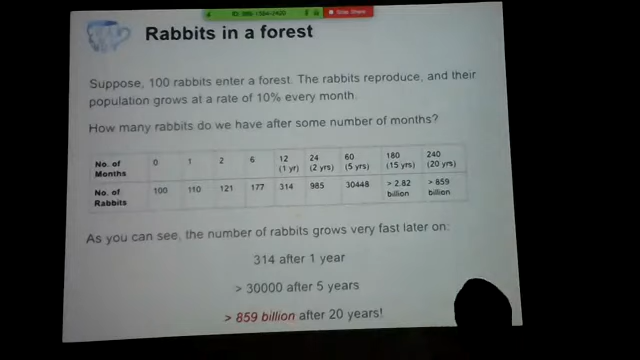 Stop Share
Rabbits in a forest
Suppose, 100 rabbits enter a forest. The rabbits reproduce, and their
population grows at a rate of 10% every month.
How many rabbits do we have after some number of months?
No. of Months 0 1 2 6 12 (1 yr) 24 (2 yrs) 60 (5 yrs) 180 (15 yrs) 240 (20 yrs)
No. of Rabbits 100 110 121 177 314 985 30448 > 2.82 billion > 859 billion
As you can see, the number of rabbits grows very fast later on:
314 after 1 year
> 30000 after 5 years
> 859 billion after 20 years!